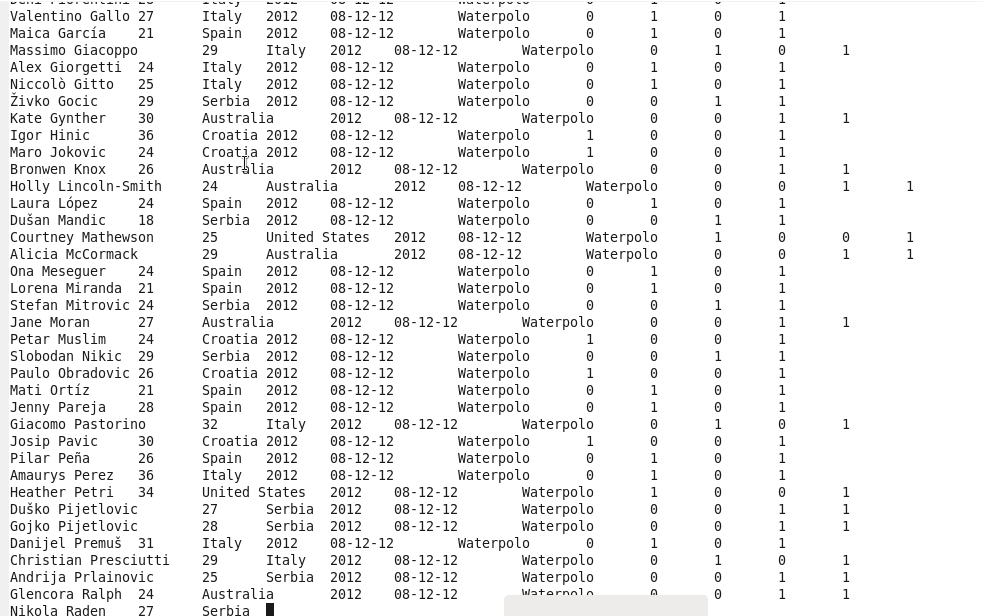 Valentino Gallo 27 Italy 2012 08-12-12 Waterpolo 0 1 0 1
Maica García 21 Spain 2012 08-12-12 Waterpolo 0 1 0 1
Massimo Giacoppo 29 Italy 2012 08-12-12 Waterpolo 0 1 0 1
Alex Giorgetti 24 Italy 2012 08-12-12 Waterpolo 0 1 0 1
Niccolò Gitto 25 Italy 2012 08-12-12 Waterpolo 0 1 0 1
Živko Gocic 29 Serbia 2012 08-12-12 Waterpolo 0 0 1 1
Kate Gynther 30 Australia 2012 08-12-12 Waterpolo 0 0 1 1
Igor Hinic 36 Croatia 2012 08-12-12 Waterpolo 1 0 0 1
Maro Jokovic 24 Croatia 2012 08-12-12 Waterpolo 1 0 0 1
Bronwen Knox 26 Australia 2012 08-12-12 Waterpolo 0 0 1 1
Holly Lincoln-Smith 24 Australia 2012 08-12-12 Waterpolo 0 0 1 1
Laura López 24 Spain 2012 08-12-12 Waterpolo 0 1 0 1
Dušan Mandic 18 Serbia 2012 08-12-12 Waterpolo 0 0 1 1
Courtney Mathewson 25 United States 2012 08-12-12 Waterpolo 1 0 0 1
Alicia McCormack 29 Australia 2012 08-12-12 Waterpolo 0 0 1 1
Ona Meseguer 24 Spain 2012 08-12-12 Waterpolo 0 1 0 1
Lorena Miranda 21 Spain 2012 08-12-12 Waterpolo 0 1 0 1
Stefan Mitrovic 24 Serbia 2012 08-12-12 Waterpolo 0 0 1 1
Jane Moran 27 Australia 2012 08-12-12 Waterpolo 0 0 1 1
Petar Muslim 24 Croatia 2012 08-12-12 Waterpolo 1 0 0 1
Slobodan Nikic 29 Serbia 2012 08-12-12 Waterpolo 0 0 1 1
Paulo Obradovic 26 Croatia 2012 08-12-12 Waterpolo 1 0 0 1
Mati Ortíz 21 Spain 2012 08-12-12 Waterpolo 0 1 0 1
Jenny Pareja 28 Spain 2012 08-12-12 Waterpolo 0 1 0 1
Giacomo Pastorino 32 Italy 2012 08-12-12 Waterpolo 0 1 0 1
Josip Pavic 30 Croatia 2012 08-12-12 Waterpolo 1 0 0 1
Pilar Peña 26 Spain 2012 08-12-12 Waterpolo 0 1 0 1
Amaurys Perez 36 Italy 2012 08-12-12 Waterpolo 0 1 0 1
Heather Petri 34 United States 2012 08-12-12 Waterpolo 1 0 0 1
Duško Pijetlovic 27 Serbia 2012 08-12-12 Waterpolo 0 0 1 1
Gojko Pijetlovic 28 Serbia 2012 08-12-12 Waterpolo 0 0 1 1
Danijel Premuš 31 Italy 2012 08-12-12 Waterpolo 0 1 0 1
Christian Presciutti 29 Italy 2012 08-12-12 Waterpolo 0 1 0 1
Andrija Prlainovic 25 Serbia 2012 08-12-12 Waterpolo 0 0 1 1
Glencora Ralph 24 Australia 2012 08-12-12 Waterpolo 0 0 1 1
Nikola Raden 27 Serbia